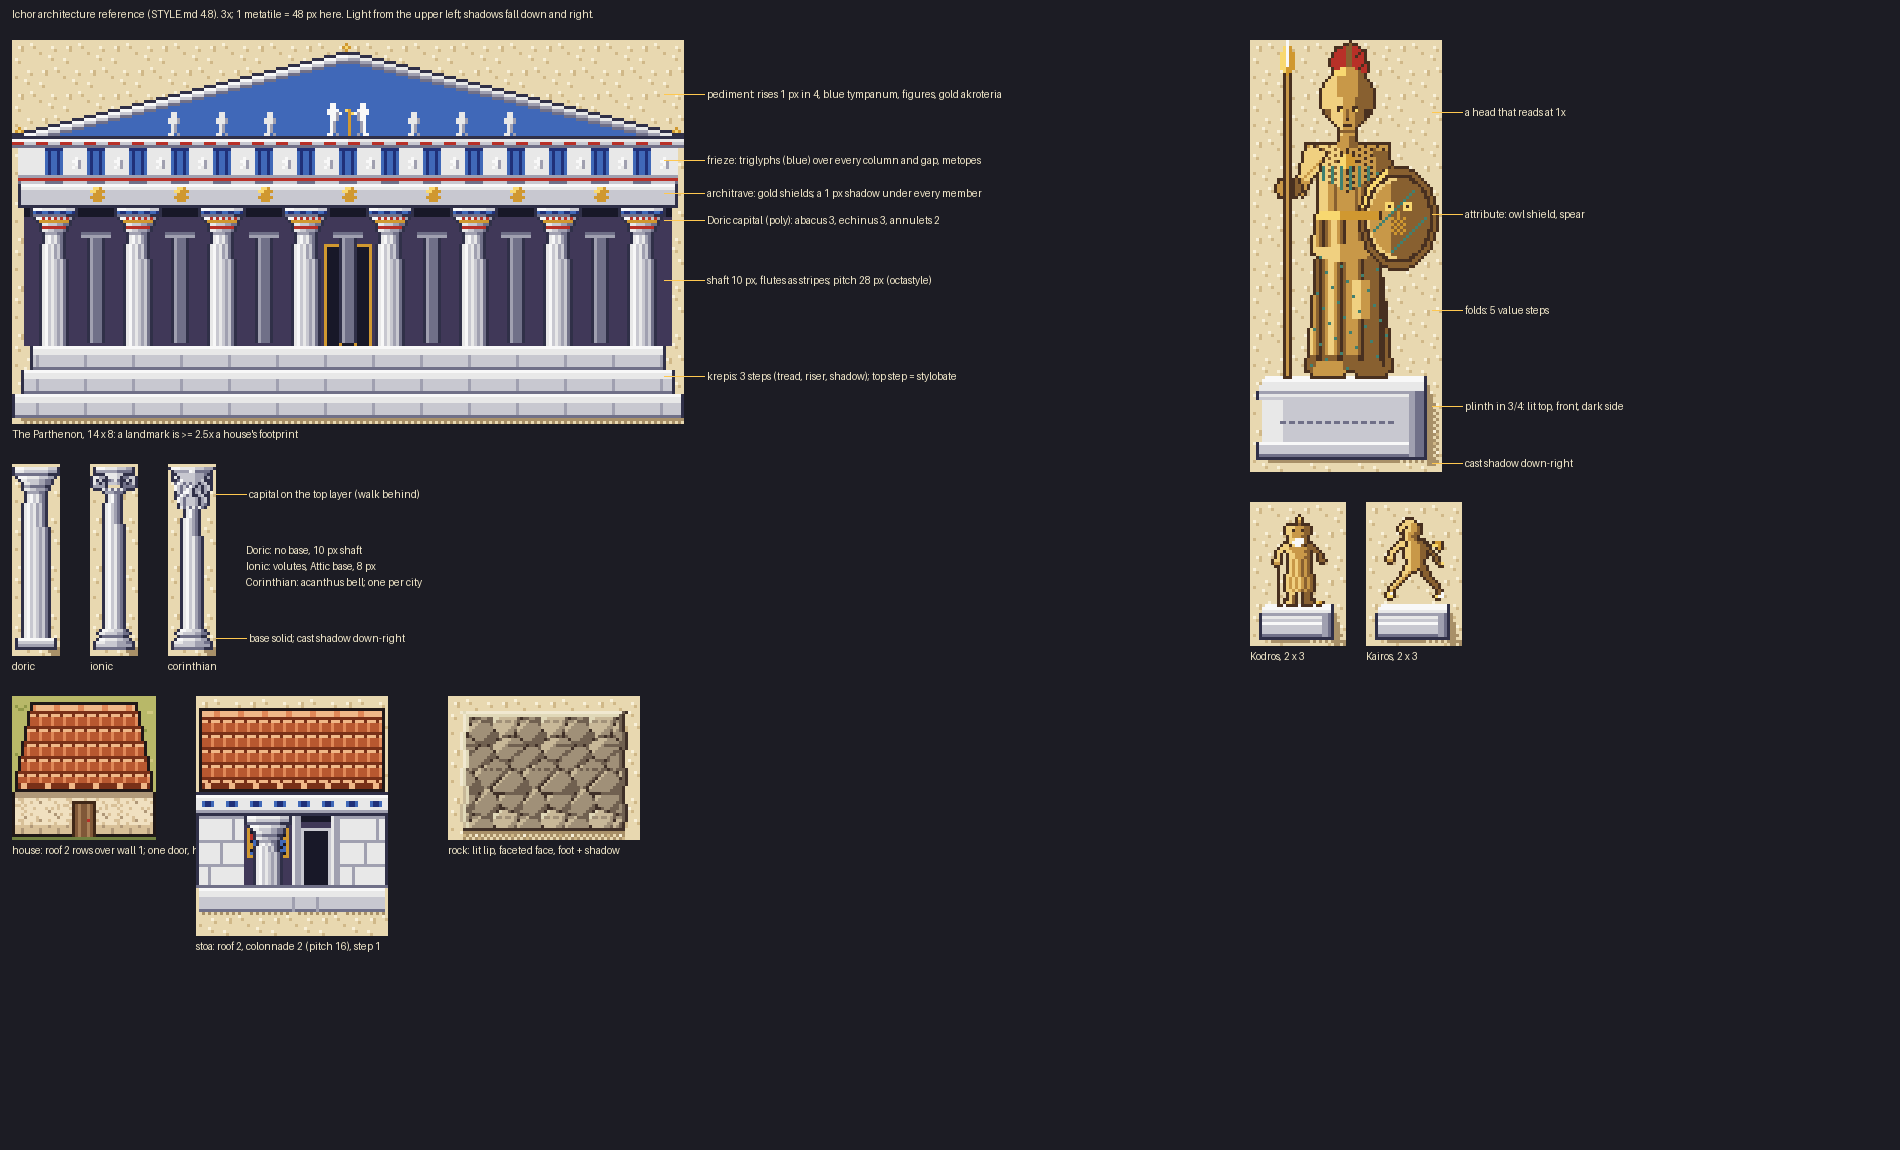 Ichor architecture reference (STYLE.md 4.8). 3x; 1 metatile = 48 px here. Light from the upper left; shadows fall down and right.
pediment: rises 1 px in 4, blue tympanum, figures, gold akroteria
frieze: triglyphs (blue) over every column and gap, metopes
architrave: gold shields; a 1 px shadow under every member
Doric capital (poly): abacus 3, echinus 3, annulets 2
shaft 10 px, flutes as stripes; pitch 28 px (octastyle)
krepis: 3 steps (tread, riser, shadow); top step = stylobate
The Parthenon, 14 x 8: a landmark is >= 2.5x a house's footprint
a head that reads at 1x
attribute: owl shield, spear
folds: 5 value steps
plinth in 3/4: lit top, front, dark side
cast shadow down-right
capital on the top layer (walk behind)
Doric: no base, 10 px shaft
Ionic: volutes, Attic base, 8 px
Corinthian: acanthus bell; one per city
base solid; cast shadow down-right
doric
ionic
corinthian
Kodros, 2 x 3
Kairos, 2 x 3
house: roof 2 rows over wall 1; one door, h
rock: lit lip, faceted face, foot + shadow
stoa: roof 2, colonnade 2 (pitch 16), step 1